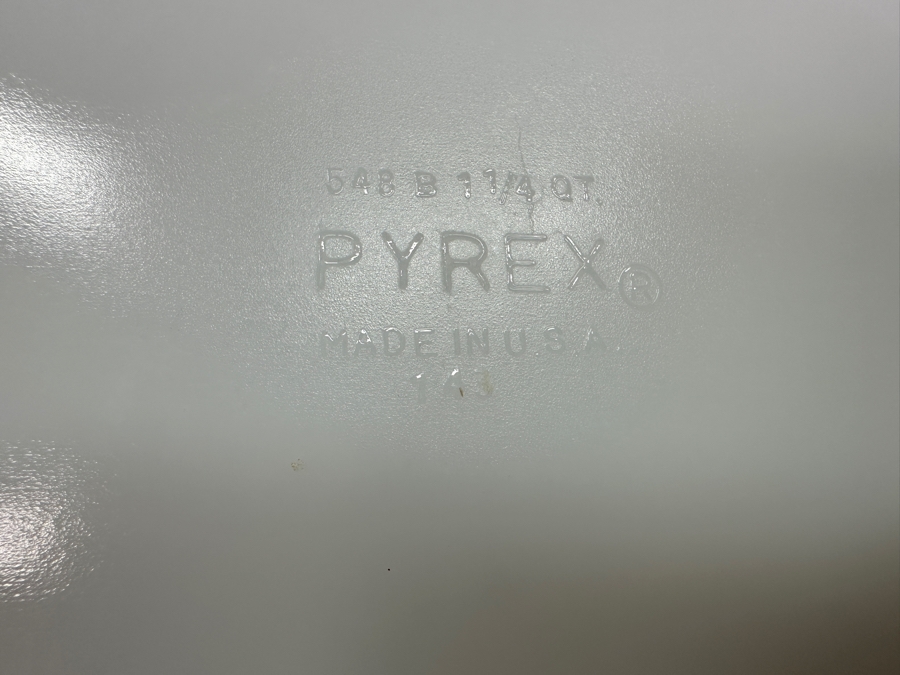 548 B 1 1/4 QT.
PYREX®
MADE IN U.S.A.
143